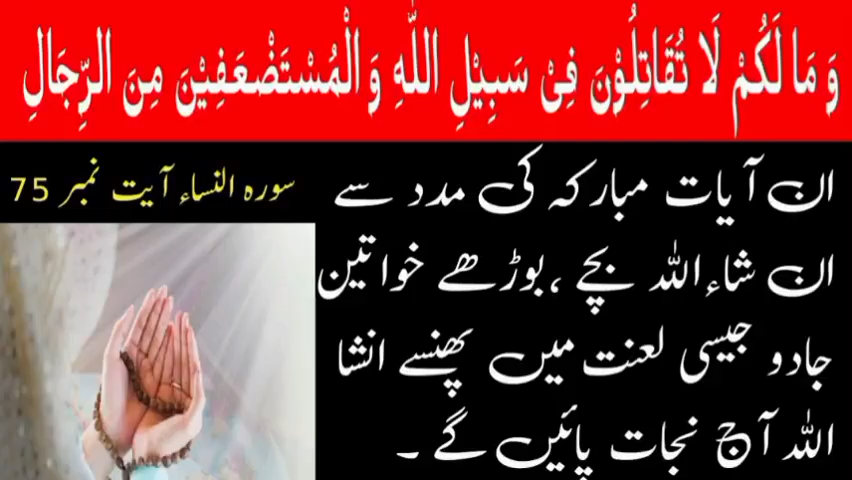 وَ مَا لَكُمْ لَا تُقَاتِلُوْنَ فِیْ سَبِیْلِ اللّٰهِ وَ الْمُسْتَضْعَفِیْنَ مِنَ الرِّجَالِ
ان آیات مبارکہ کی مدد سے
سورہ النساء آیت نمبر 75
ان شاء اللہ بچے ،بوڑھے خواتین
جادو جیسی لعنت میں پھنسے انشا
اللہ آج نجات پائیں گے ۔